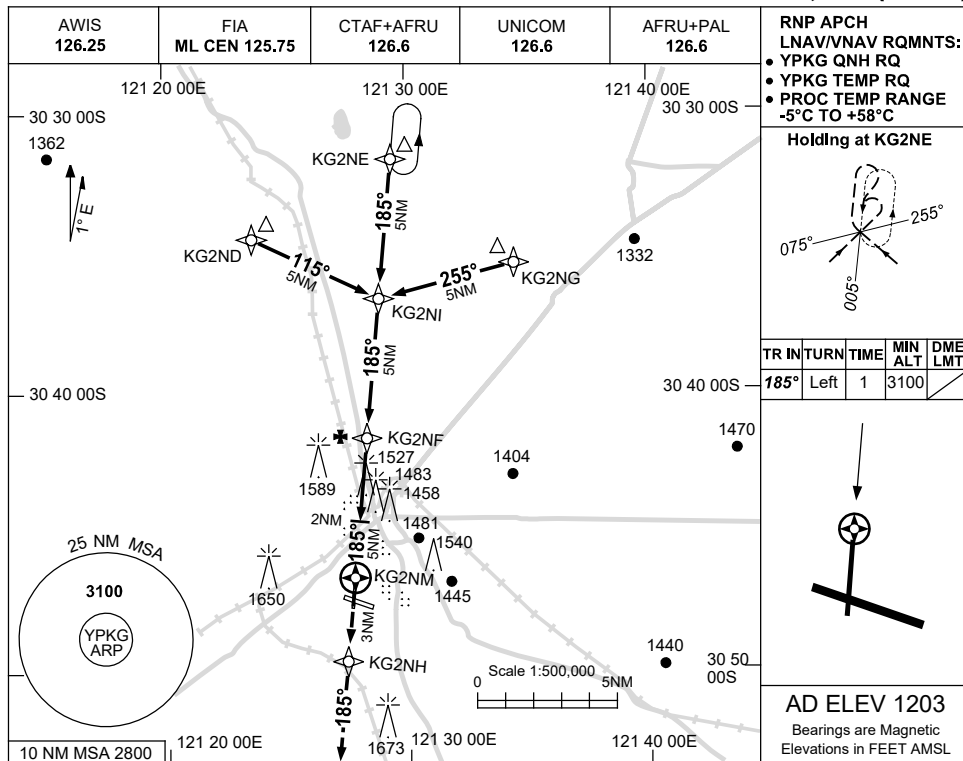 AWIS
126.25
FIA
ML CEN 125.75
CTAF+AFRU
126.6
UNICOM
126.6
AFRU+PAL
126.6
RNP APCH
LNAV/VNAV RQMNTS:
● YPKG QNH RQ
● YPKG TEMP RQ
● PROC TEMP RANGE
-5°C TO +58°C
121 20 00E
121 30 00E
121 40 00E
30 30 00S
30 30 00S
1362
1° E
KG2NE
185°
5NM
KG2ND
115°
5NM
255°
5NM
KG2NG
1332
KG2NI
185°
5NM
30 40 00S
30 40 00S
KG2NF
1527
1483
1458
1589
1404
1470
2NM
1481
1540
185°
5NM
KG2NM
1445
1650
3NM
KG2NH
1440
30 50
00S
25 NM MSA
3100
YPKG
ARP
Scale 1:500,000
0
5NM
185°
1673
121 20 00E
121 30 00E
121 40 00E
10 NM MSA 2800
Holding at KG2NE
255°
075°
005°
TR IN TURN TIME MIN ALT DME LMT
185° Left 1 3100
AD ELEV 1203
Bearings are Magnetic
Elevations in FEET AMSL